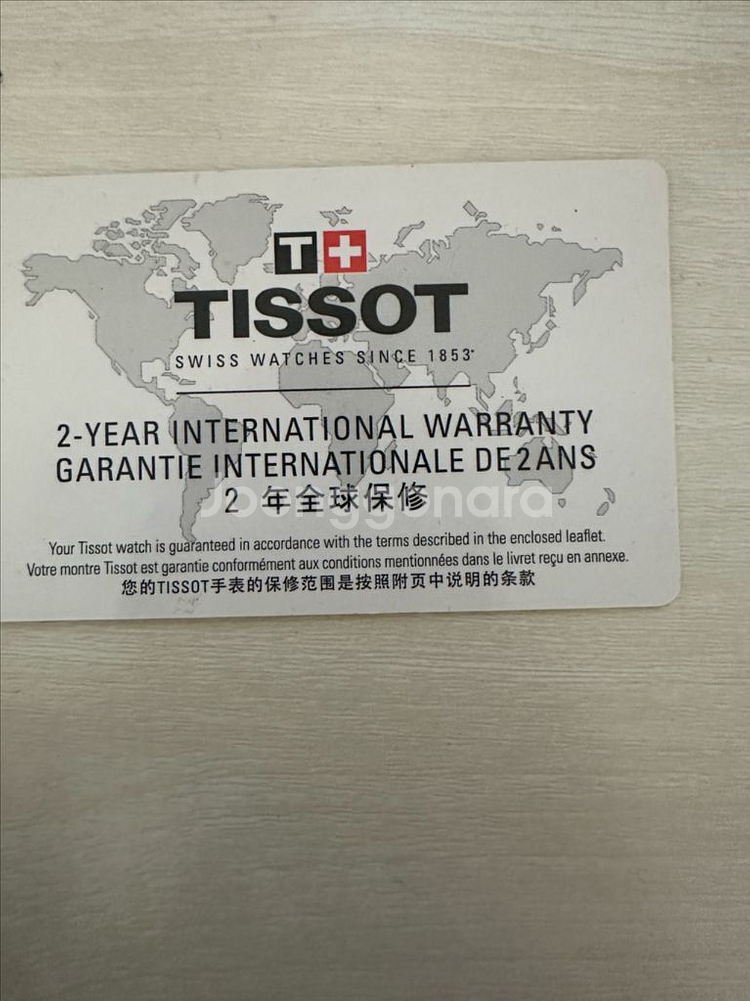 T+
TISSOT
SWISS WATCHES SINCE 1853
2-YEAR INTERNATIONAL WARRANTY
GARANTIE INTERNATIONALE DE 2 ANS
2 年全球保修
Joonggonara
Your Tissot watch is guaranteed in accordance with the terms described in the enclosed leaflet.
Votre montre Tissot est garantie conformément aux conditions mentionnées dans le livret reçu en annexe.
您的TISSOT手表的保修范围是按照附页中说明的条款